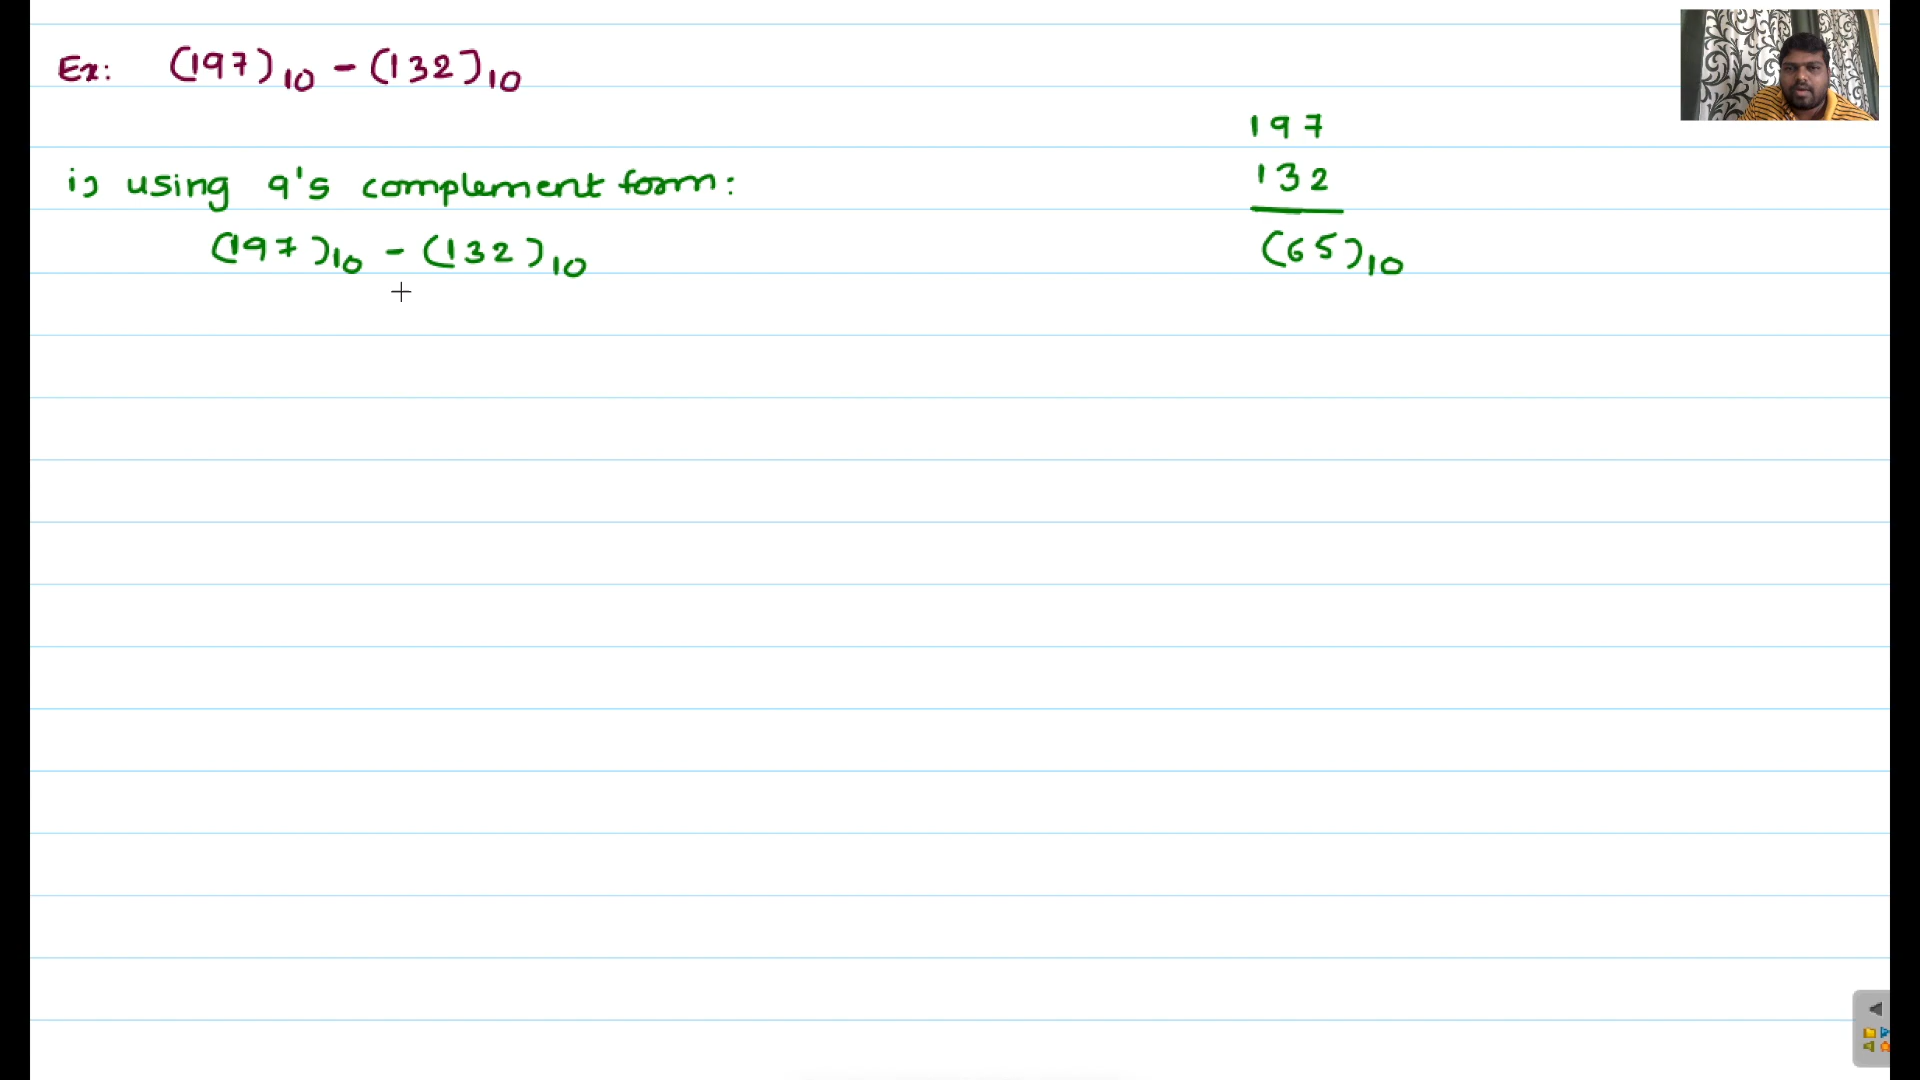 Ex: (197)₁₀ - (132)₁₀
197
i) using 9's complement form:
132
(197)₁₀ - (132)₁₀
(65)₁₀